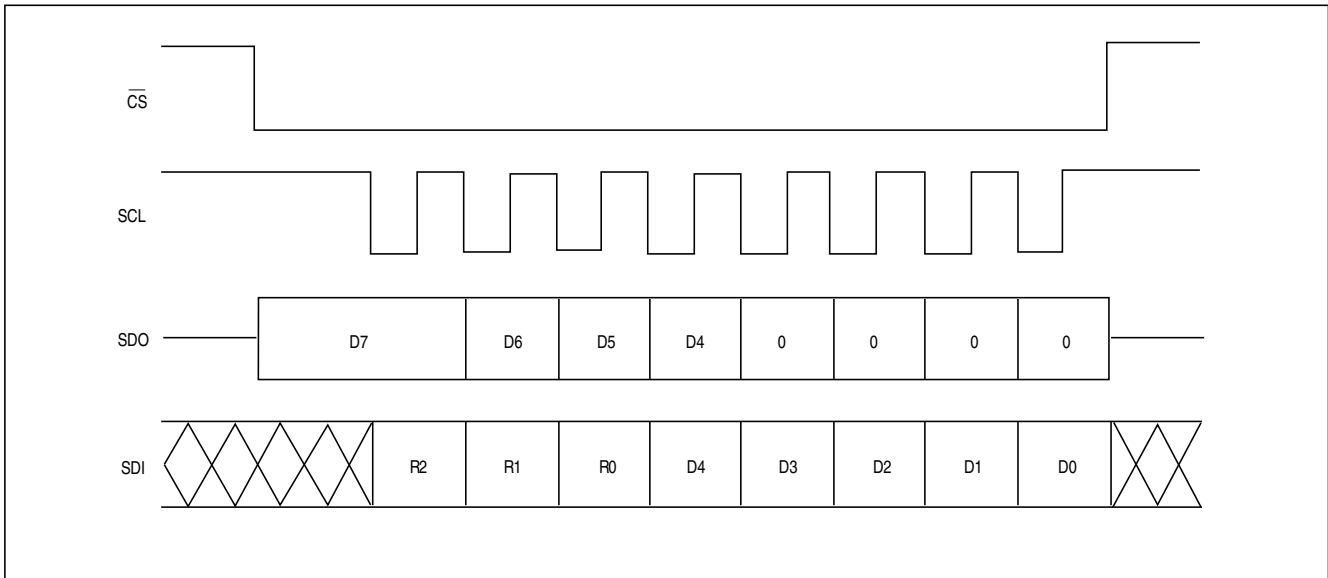 CS
SCL
SDO D7 D6 D5 D4 0 0 0 0
SDI R2 R1 R0 D4 D3 D2 D1 D0